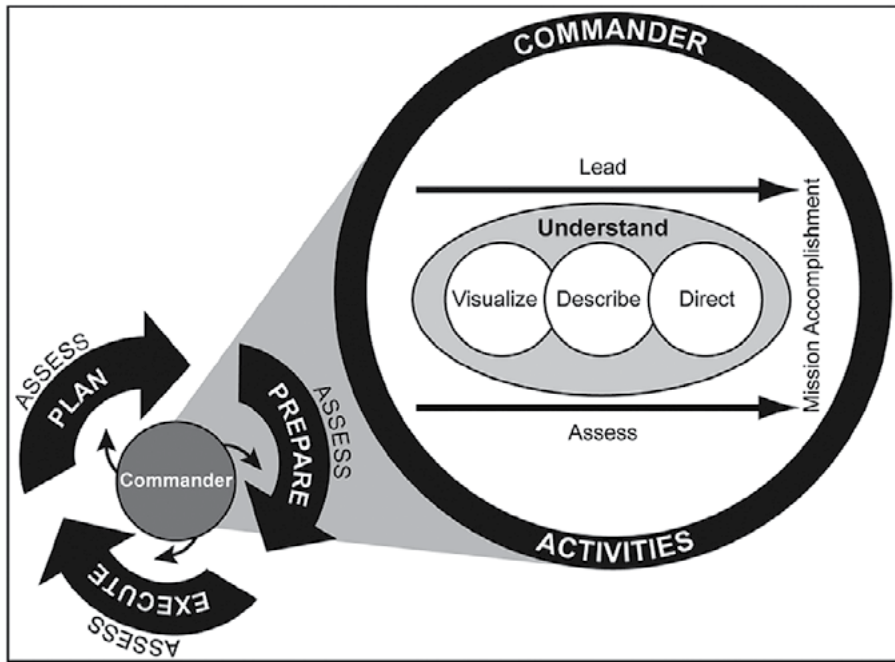 COMMANDER
Lead
Understand
Visualize
Describe
Direct
Mission Accomplishment
Assess
ACTIVITIES
ASSESS
PLAN
ASSESS
PREPARE
Commander
EXECUTE
ASSESS